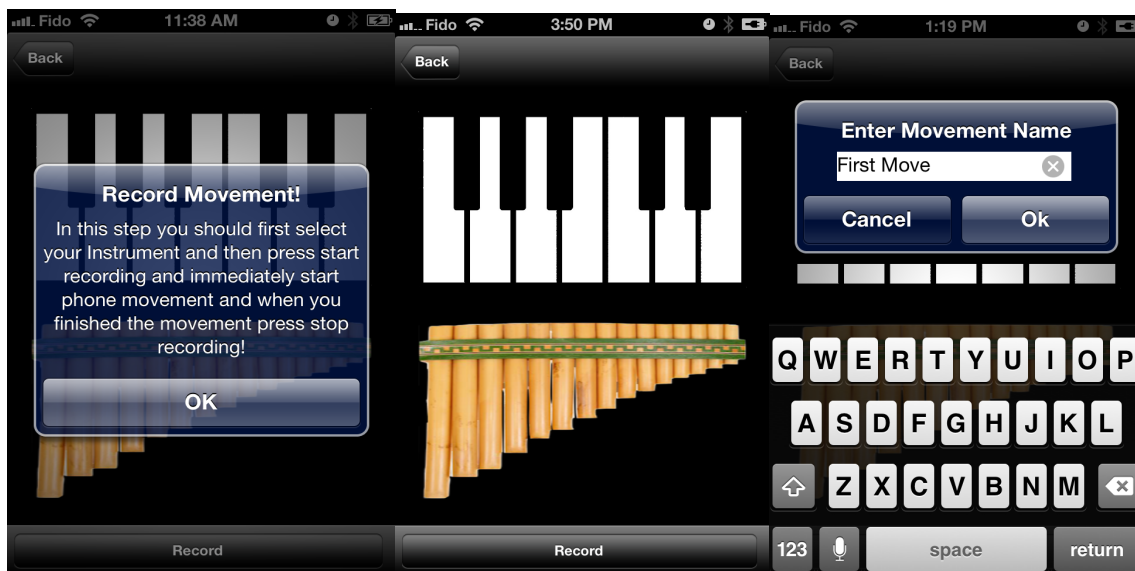 Fido 11:38 AM
Back
Record Movement!
In this step you should first select
your Instrument and then press start
recording and immediately start
phone movement and when you
finished the movement press stop
recording!
OK
Record
Fido 3:50 PM
Back
Record
Fido 1:19 PM
Back
Enter Movement Name
First Move
Cancel Ok
Q W E R T Y U I O P
A S D F G H J K L
Z X C V B N M
123 space return